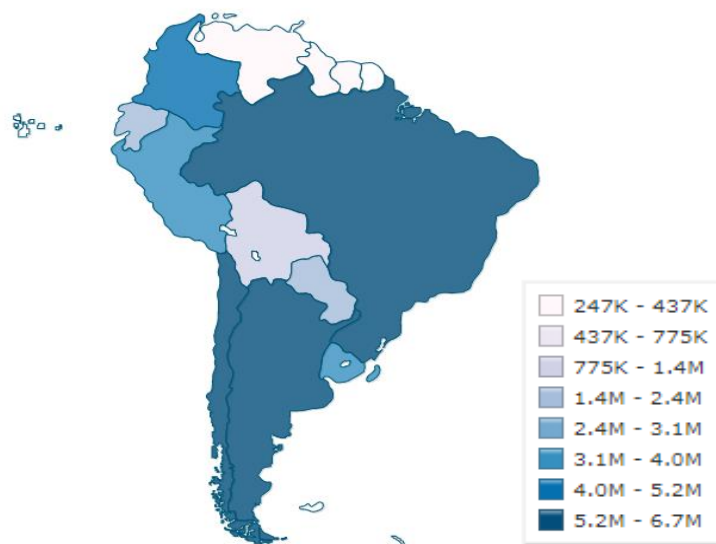 247K - 437K
437K - 775K
775K - 1.4M
1.4M - 2.4M
2.4M - 3.1M
3.1M - 4.0M
4.0M - 5.2M
5.2M - 6.7M